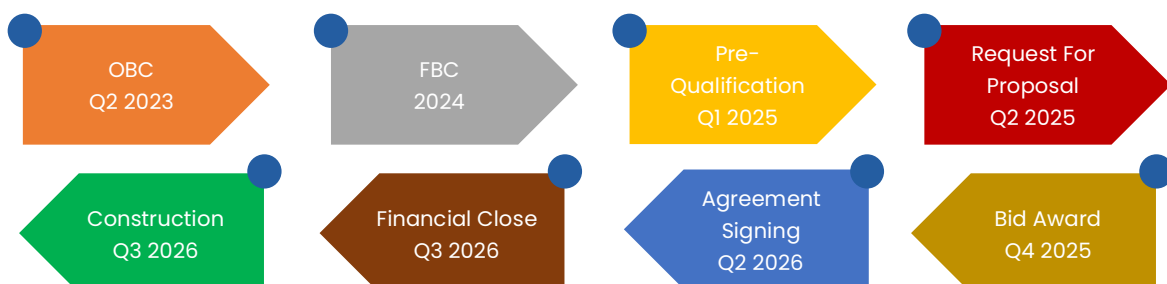 OBC
Q2 2023
FBC
2024
Pre-
Qualification
Q1 2025
Request For
Proposal
Q2 2025
Construction
Q3 2026
Financial Close
Q3 2026
Agreement
Signing
Q2 2026
Bid Award
Q4 2025